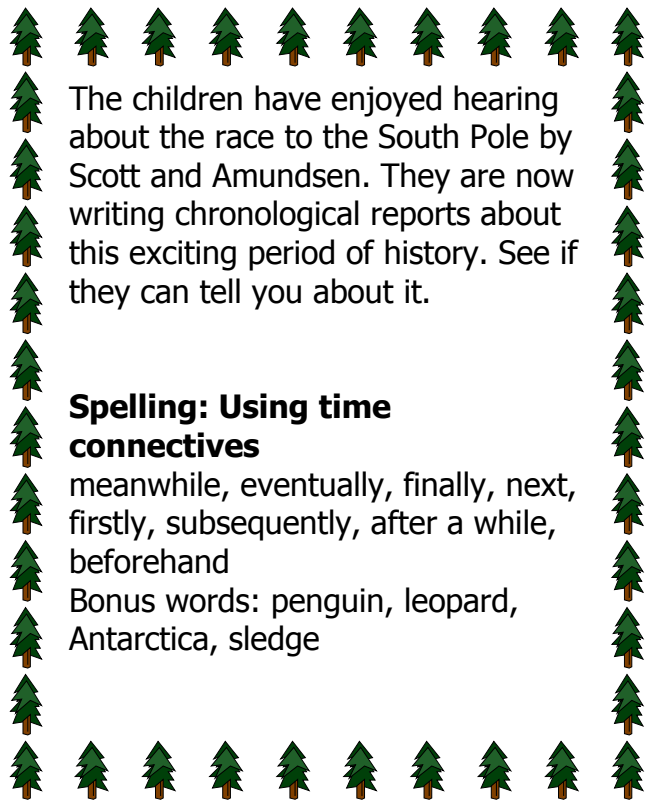 The children have enjoyed hearing
about the race to the South Pole by
Scott and Amundsen. They are now
writing chronological reports about
this exciting period of history. See if
they can tell you about it.
Spelling: Using time
connectives
meanwhile, eventually, finally, next,
firstly, subsequently, after a while,
beforehand
Bonus words: penguin, leopard,
Antarctica, sledge